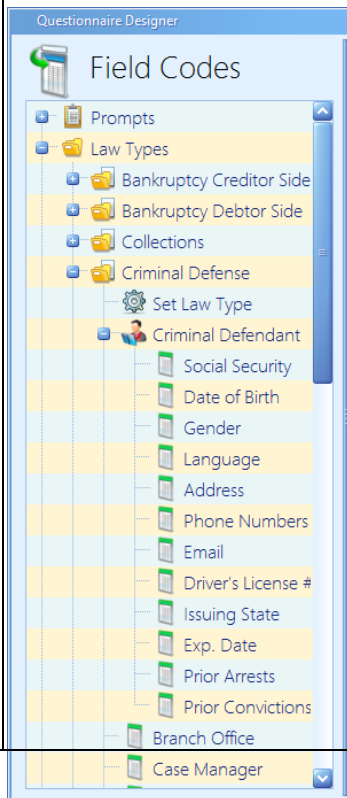 Questionnaire Designer
Field Codes
Prompts
Law Types
Bankruptcy Creditor Side
Bankruptcy Debtor Side
Collections
Criminal Defense
Set Law Type
Criminal Defendant
Social Security
Date of Birth
Gender
Language
Address
Phone Numbers
Email
Driver's License #
Issuing State
Exp. Date
Prior Arrests
Prior Convictions
Branch Office
Case Manager